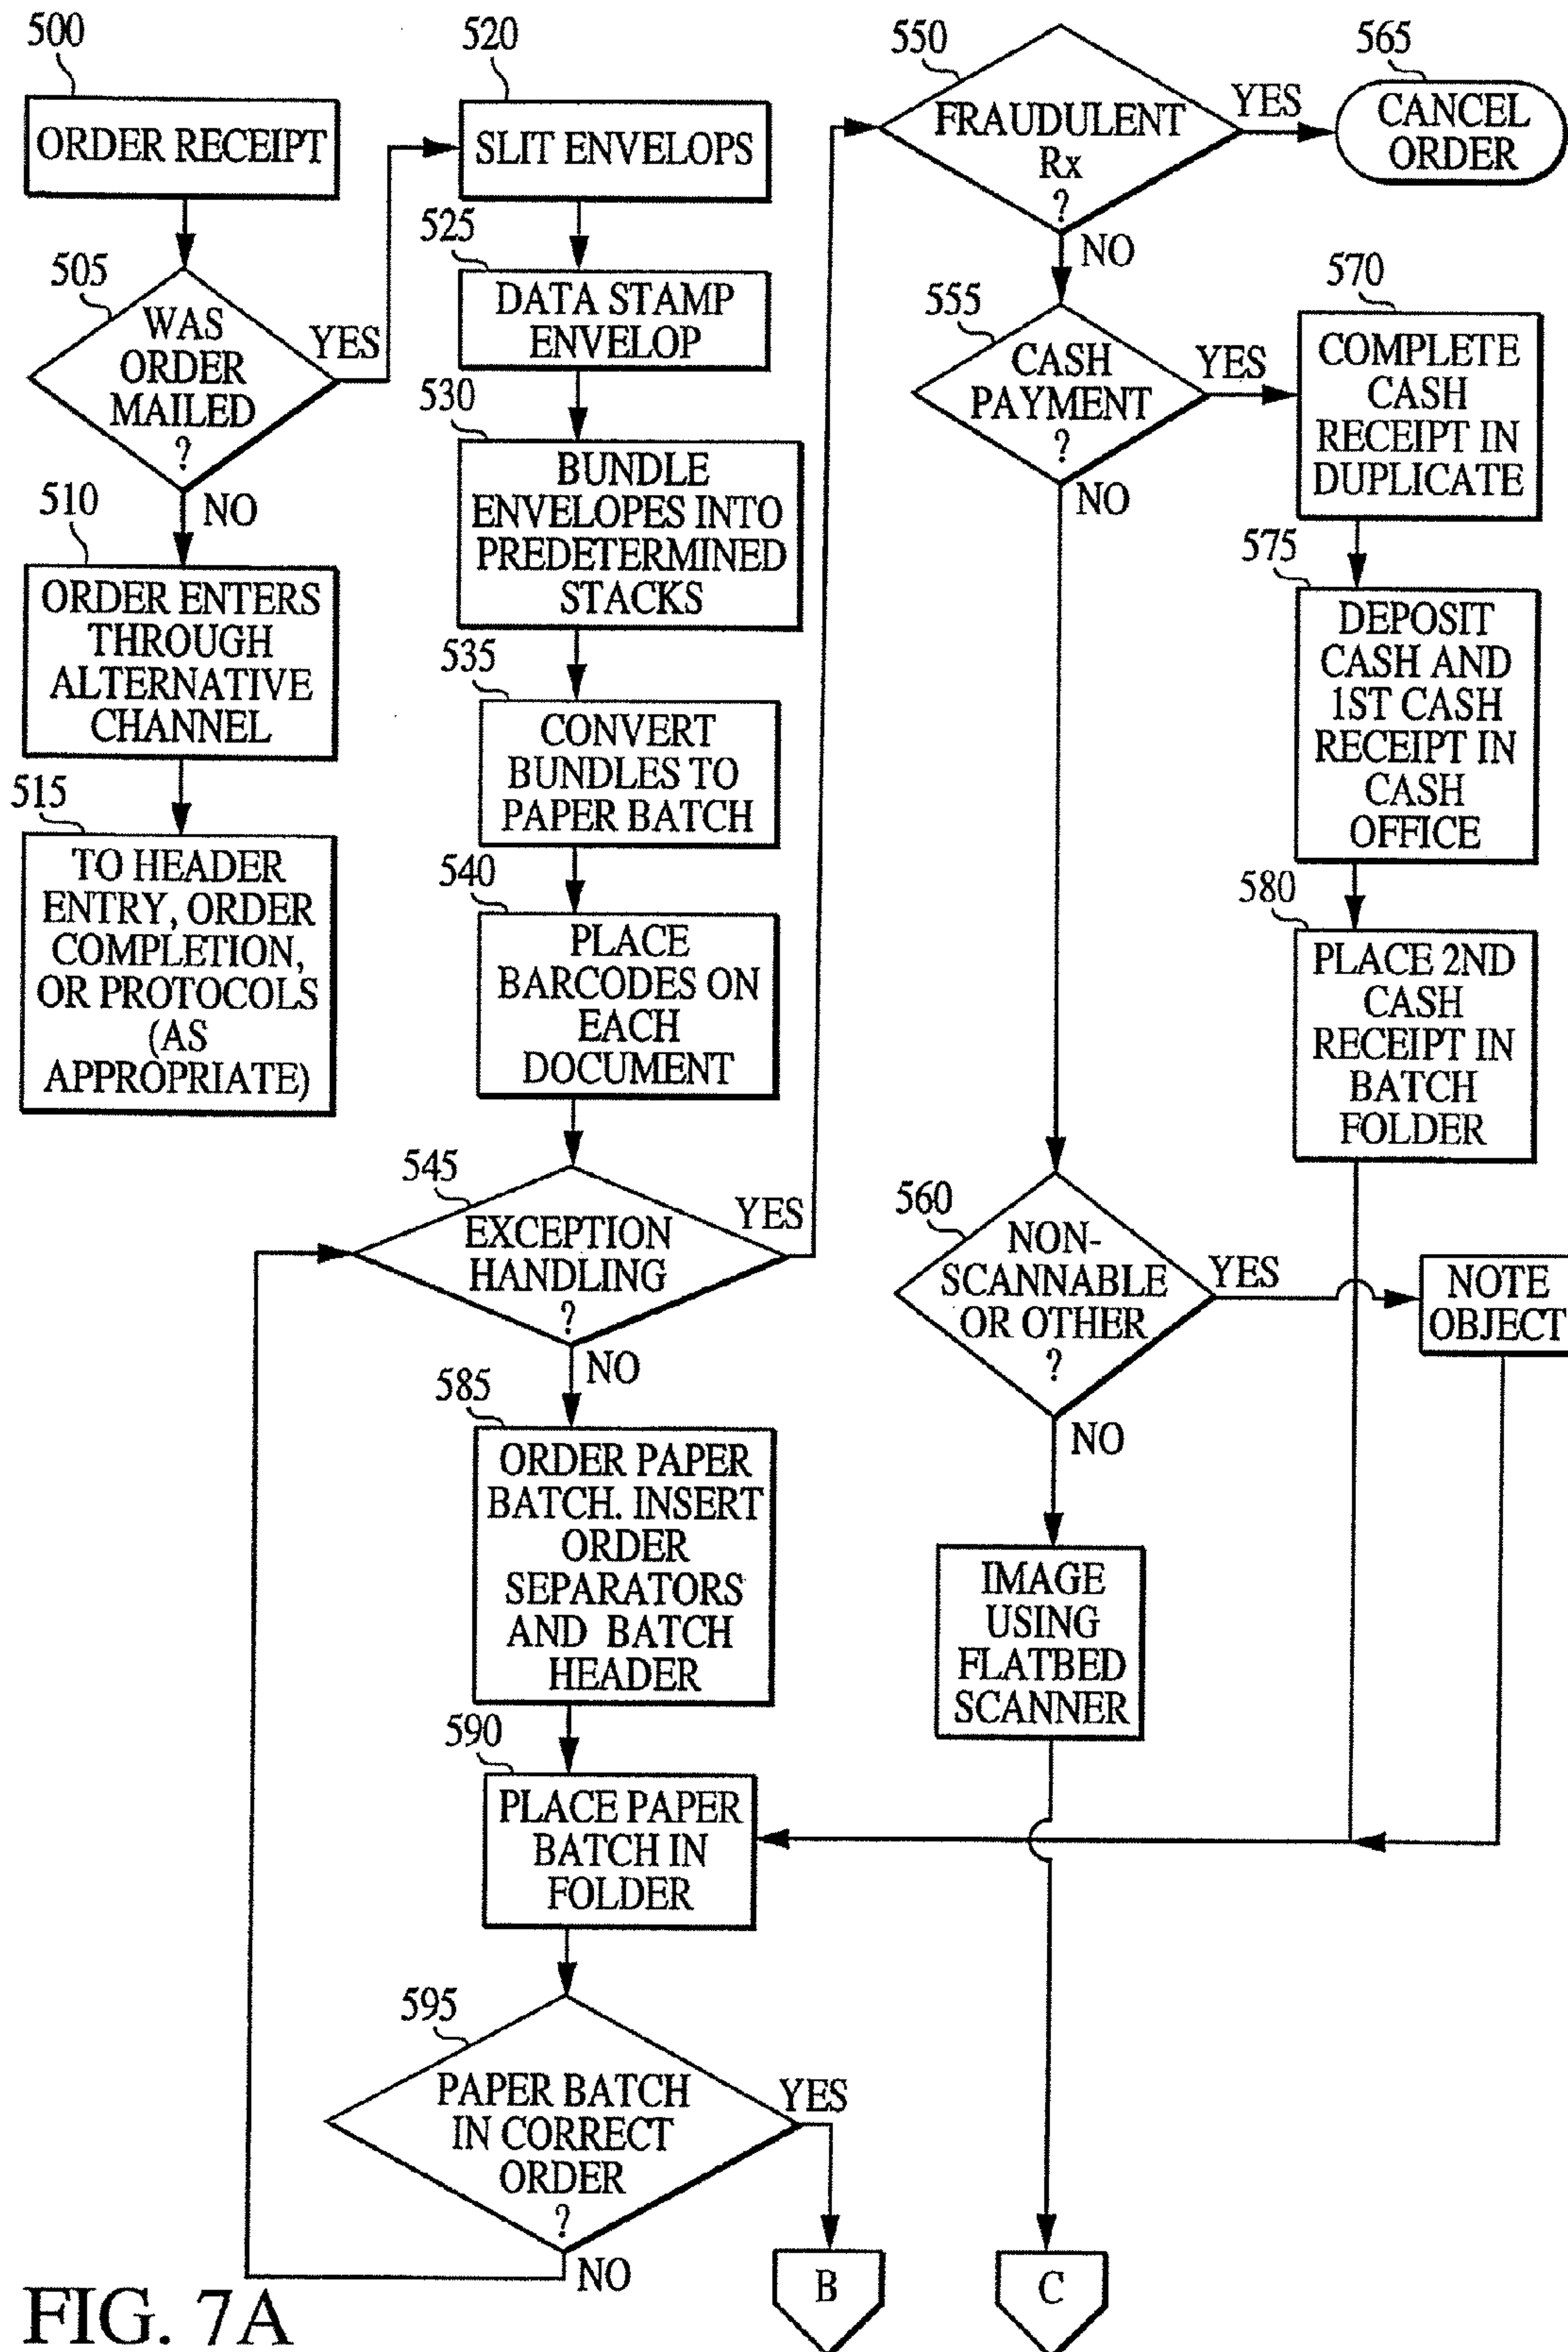 500
ORDER RECEIPT
505
WAS
ORDER
MAILED
?
YES
NO
510
ORDER ENTERS
THROUGH
ALTERNATIVE
CHANNEL
515
TO HEADER
ENTRY, ORDER
COMPLETION,
OR PROTOCOLS
(AS
APPROPRIATE)
520
SLIT ENVELOPS
525
DATA STAMP
ENVELOP
530
BUNDLE
ENVELOPES INTO
PREDETERMINED
STACKS
535
CONVERT
BUNDLES TO
PAPER BATCH
540
PLACE
BARCODES ON
EACH
DOCUMENT
545
EXCEPTION
HANDLING
?
YES
NO
585
ORDER PAPER
BATCH. INSERT
ORDER
SEPARATORS
AND BATCH
HEADER
590
PLACE PAPER
BATCH IN
FOLDER
595
PAPER BATCH
IN CORRECT
ORDER
?
YES
NO
B
550
FRAUDULENT
Rx
?
YES
NO
565
CANCEL
ORDER
555
CASH
PAYMENT
?
YES
NO
570
COMPLETE
CASH
RECEIPT IN
DUPLICATE
575
DEPOSIT
CASH AND
1ST CASH
RECEIPT IN
CASH
OFFICE
580
PLACE 2ND
CASH
RECEIPT IN
BATCH
FOLDER
560
NON-
SCANNABLE
OR OTHER
?
YES
NO
NOTE
OBJECT
IMAGE
USING
FLATBED
SCANNER
C
FIG. 7A